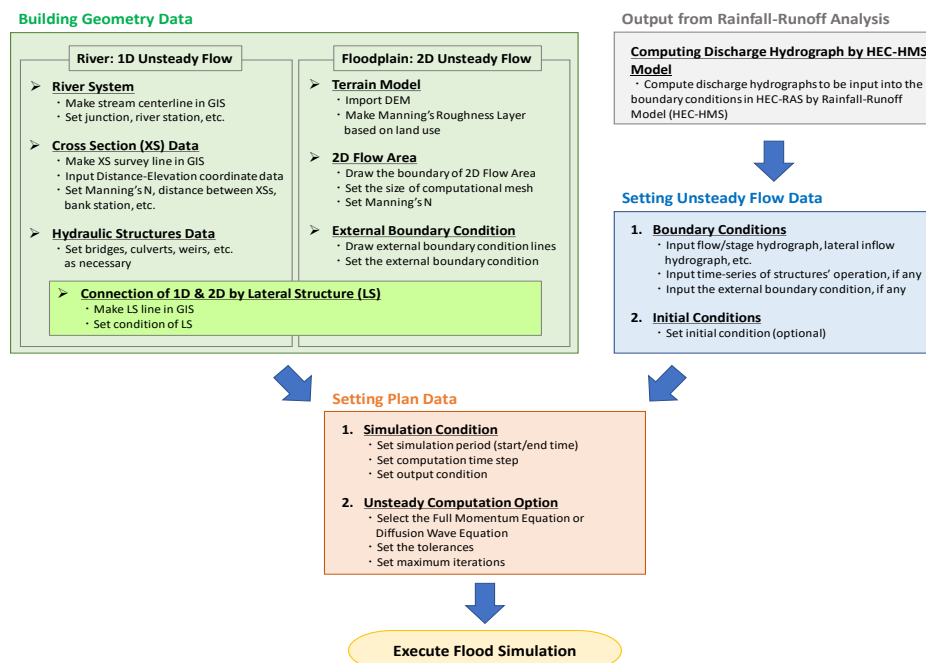 Building Geometry Data
River: 1D Unsteady Flow
➢ River System
・Make stream centerline in GIS
・Set junction, river station, etc.
➢ Cross Section (XS) Data
・Make XS survey line in GIS
・Input Distance-Elevation coordinate data
・Set Manning's N, distance between XSs,
bank station, etc.
➢ Hydraulic Structures Data
・Set bridges, culverts, weirs, etc.
as necessary
Floodplain: 2D Unsteady Flow
➢ Terrain Model
・Import DEM
・Make Manning's Roughness Layer
based on land use
➢ 2D Flow Area
・Draw the boundary of 2D Flow Area
・Set the size of computational mesh
・Set Manning's N
➢ External Boundary Condition
・Draw external boundary condition lines
・Set the external boundary condition
➢ Connection of 1D & 2D by Lateral Structure (LS)
・Make LS line in GIS
・Set condition of LS
Output from Rainfall-Runoff Analysis
Computing Discharge Hydrograph by HEC-HMS
Model
・Compute discharge hydrographs to be input into the
boundary conditions in HEC-RAS by Rainfall-Runoff
Model (HEC-HMS)
Setting Unsteady Flow Data
1. Boundary Conditions
・Input flow/stage hydrograph, lateral inflow
hydrograph, etc.
・Input time-series of structures' operation, if any
・Input the external boundary condition, if any
2. Initial Conditions
・Set initial condition (optional)
Setting Plan Data
1. Simulation Condition
・Set simulation period (start/end time)
・Set computation time step
・Set output condition
2. Unsteady Computation Option
・Select the Full Momentum Equation or
Diffusion Wave Equation
・Set the tolerances
・Set maximum iterations
Execute Flood Simulation